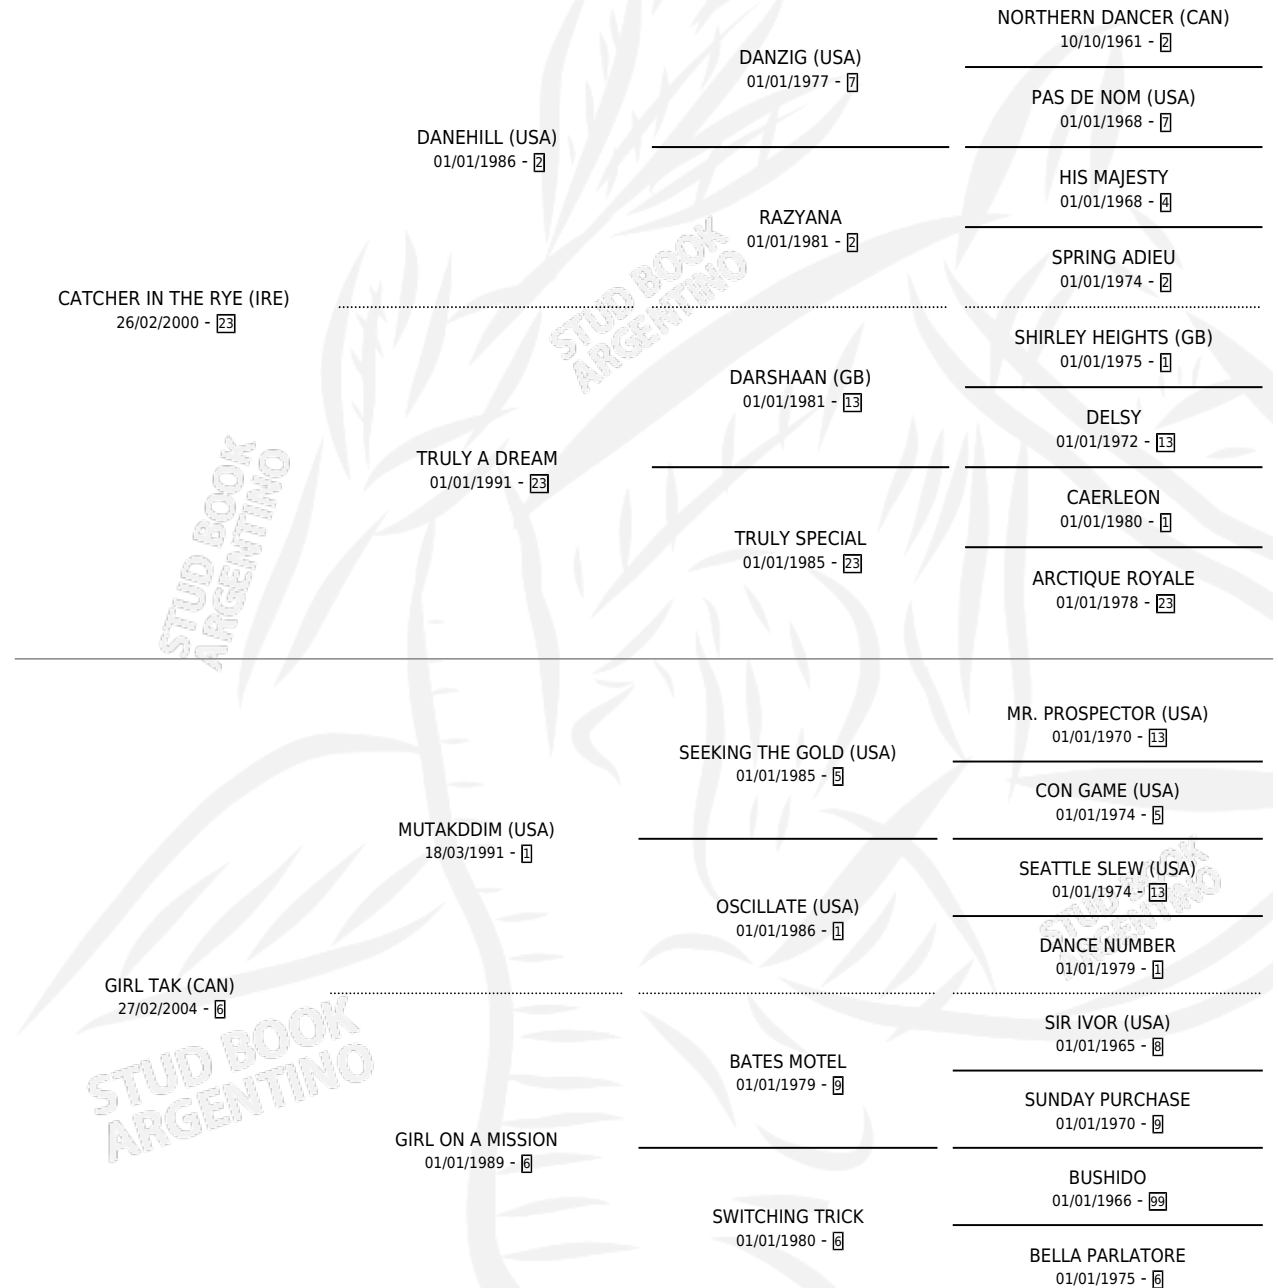 NORTHERN DANCER (CAN)
10/10/1961 - 2
DANZIG (USA)
01/01/1977 - 7
PAS DE NOM (USA)
01/01/1968 - 7
DANEHILL (USA)
01/01/1986 - 2
HIS MAJESTY
01/01/1968 - 4
RAZYANA
01/01/1981 - 2
SPRING ADIEU
01/01/1974 - 2
CATCHER IN THE RYE (IRE)
26/02/2000 - 23
SHIRLEY HEIGHTS (GB)
01/01/1975 - 1
DARSHAAN (GB)
01/01/1981 - 13
DELSY
01/01/1972 - 13
TRULY A DREAM
01/01/1991 - 23
CAERLEON
01/01/1980 - 1
TRULY SPECIAL
01/01/1985 - 23
ARCTIQUE ROYALE
01/01/1978 - 23
MR. PROSPECTOR (USA)
01/01/1970 - 13
SEEKING THE GOLD (USA)
01/01/1985 - 5
CON GAME (USA)
01/01/1974 - 5
MUTAKDDIM (USA)
18/03/1991 - 1
SEATTLE SLEW (USA)
01/01/1974 - 13
OSCILLATE (USA)
01/01/1986 - 1
DANCE NUMBER
01/01/1979 - 1
GIRL TAK (CAN)
27/02/2004 - 6
SIR IVOR (USA)
01/01/1965 - 8
BATES MOTEL
01/01/1979 - 9
SUNDAY PURCHASE
01/01/1970 - 9
GIRL ON A MISSION
01/01/1989 - 6
BUSHIDO
01/01/1966 - 99
SWITCHING TRICK
01/01/1980 - 6
BELLA PARLATORE
01/01/1975 - 6
STUD BOOK
ARGENTINO
STUD BOOK
ARGENTINO
STUD BOOK
ARGENTINO
STUD BOOK
ARGENTINO